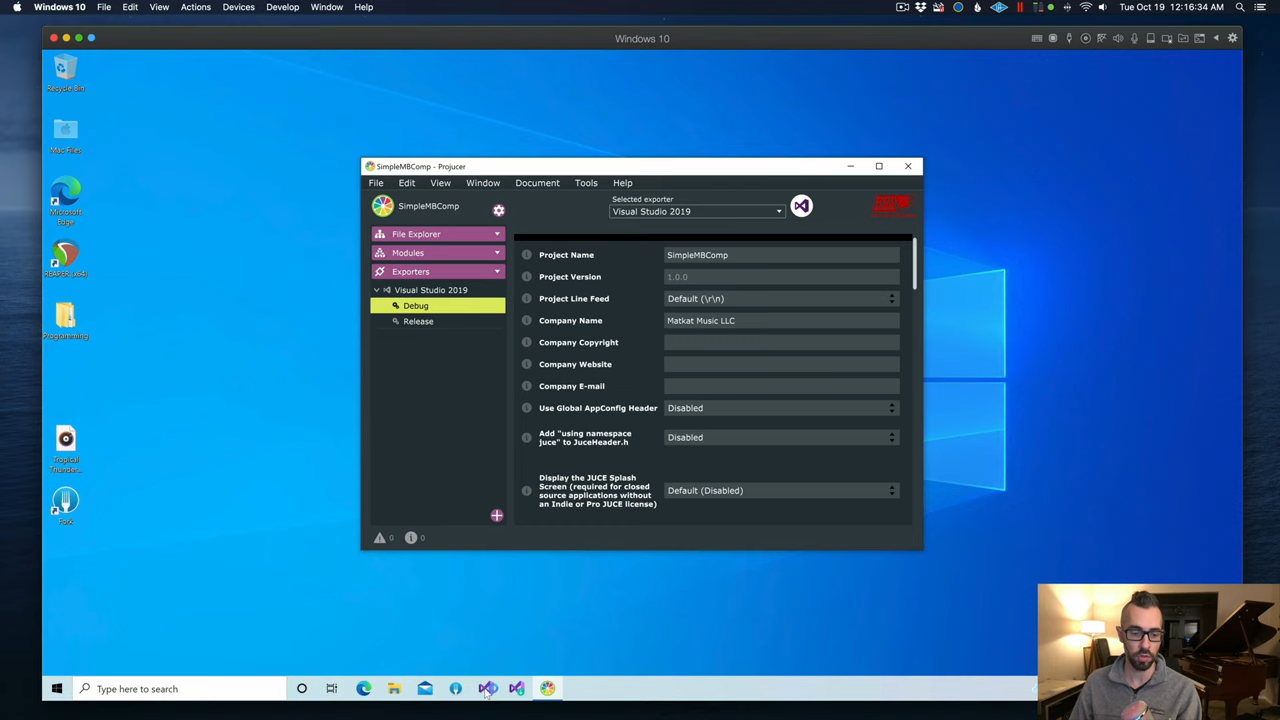 Windows 10 File Edit View Actions Devices Develop Window Help
Tue Oct 19 12:16:34 AM
Windows 10
Recycle Bin
Mac Files
Microsoft
Edge
REAPER (x64)
Programming
Tropical
Thunder...
Fork
SimpleMBComp - Projucer
File Edit View Window Document Tools Help
SimpleMBComp
Selected exporter
Visual Studio 2019
File Explorer
Modules
Exporters
Visual Studio 2019
Debug
Release
0 0
Project Name SimpleMBComp
Project Version 1.0.0
Project Line Feed Default (\r\n)
Company Name Matkat Music LLC
Company Copyright
Company Website
Company E-mail
Use Global AppConfig Header Disabled
Add "using namespace
juce" to JuceHeader.h Disabled
Display the JUCE Splash
Screen (required for closed
source applications without
an Indie or Pro JUCE license) Default (Disabled)
Type here to search